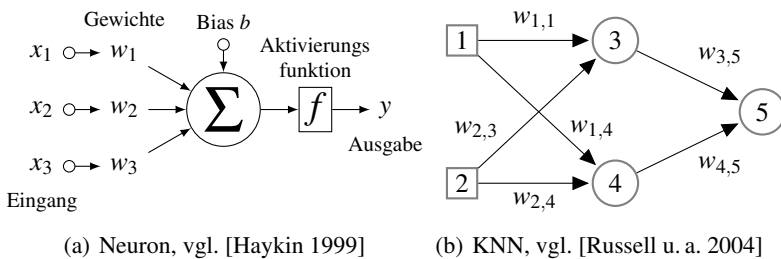 Gewichte
Bias b
Aktivierungs
funktion
x1 w1
x2 w2
x3 w3
Σ
f
y
Ausgabe
Eingang
(a) Neuron, vgl. [Haykin 1999]
1
2
3
4
5
w1,1
w2,3
w1,4
w2,4
w3,5
w4,5
(b) KNN, vgl. [Russell u. a. 2004]